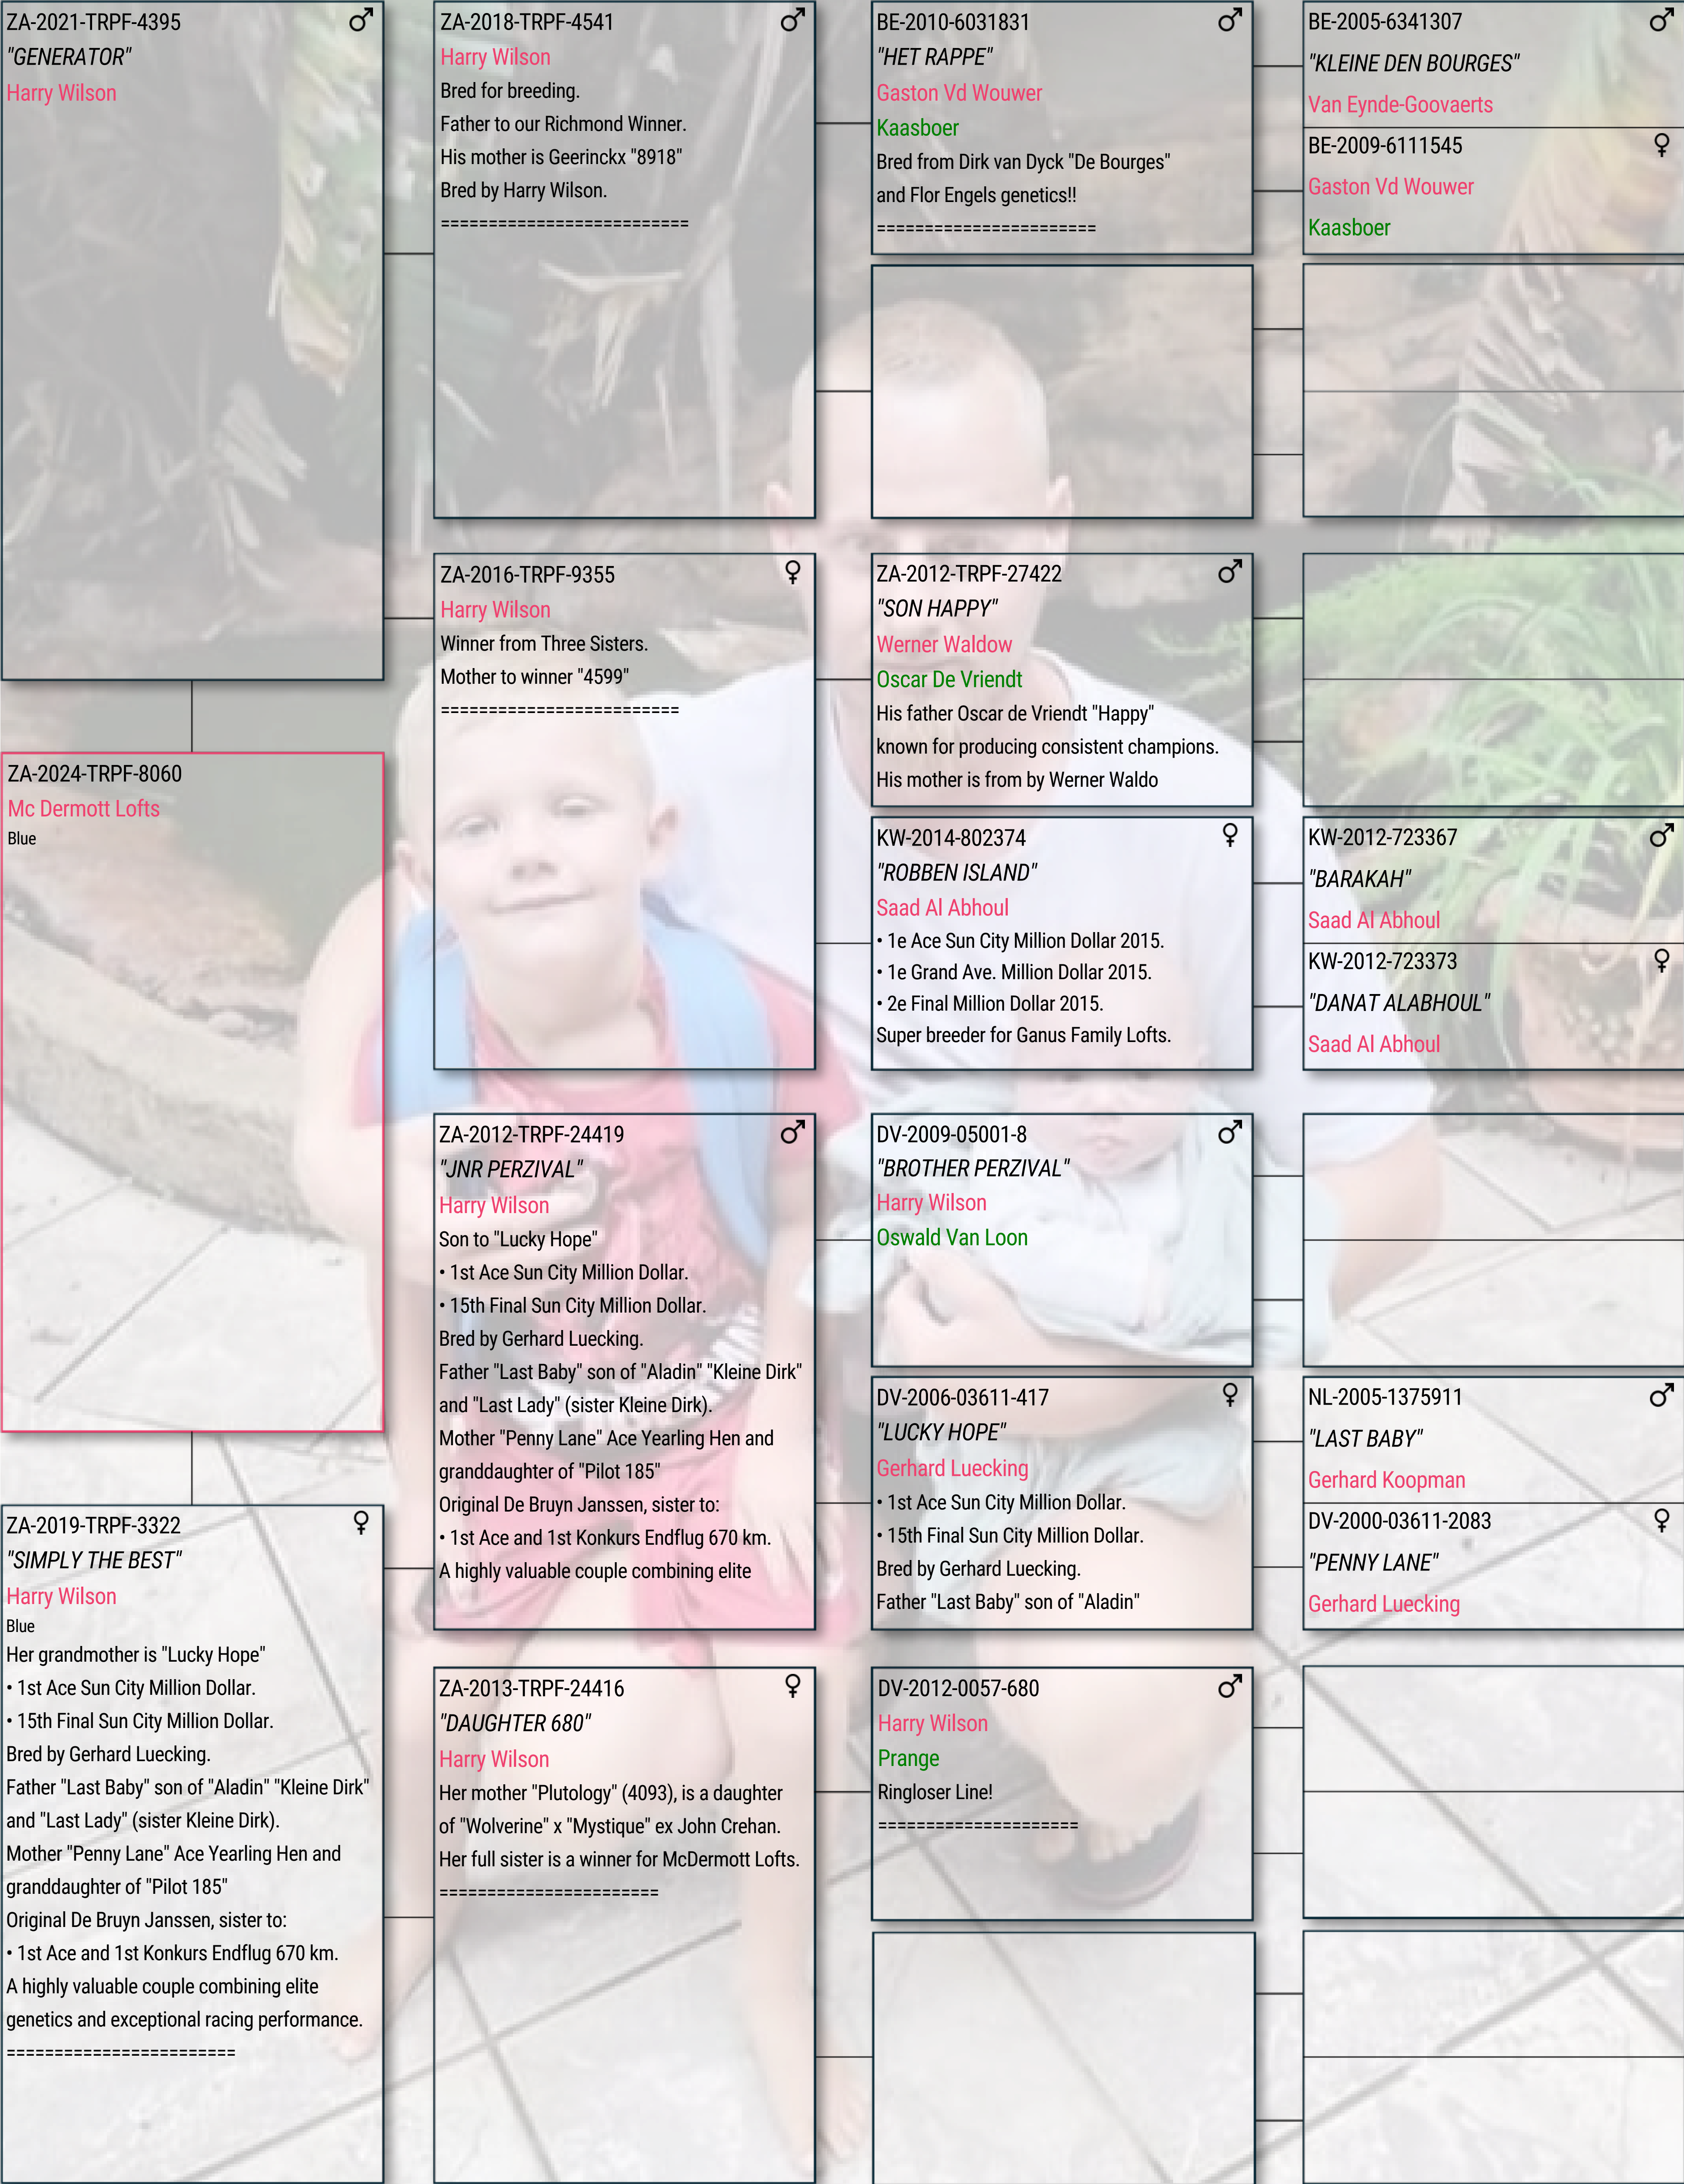 ZA-2021-TRPF-4395 ♂
"GENERATOR"
Harry Wilson
ZA-2024-TRPF-8060
Mc Dermott Lofts
Blue
ZA-2019-TRPF-3322 ♀
"SIMPLY THE BEST"
Harry Wilson
Blue
Her grandmother is "Lucky Hope"
• 1st Ace Sun City Million Dollar.
• 15th Final Sun City Million Dollar.
Bred by Gerhard Luecking.
Father "Last Baby" son of "Aladin" "Kleine Dirk"
and "Last Lady" (sister Kleine Dirk).
Mother "Penny Lane" Ace Yearling Hen and
granddaughter of "Pilot 185"
Original De Bruyn Janssen, sister to:
• 1st Ace and 1st Konkurs Endflug 670 km.
A highly valuable couple combining elite
genetics and exceptional racing performance.
========================
ZA-2018-TRPF-4541 ♂
Harry Wilson
Bred for breeding.
Father to our Richmond Winner.
His mother is Geerinckx "8918"
Bred by Harry Wilson.
==========================
ZA-2016-TRPF-9355 ♀
Harry Wilson
Winner from Three Sisters.
Mother to winner "4599"
=========================
ZA-2012-TRPF-24419 ♂
"JNR PERZIVAL"
Harry Wilson
Son to "Lucky Hope"
• 1st Ace Sun City Million Dollar.
• 15th Final Sun City Million Dollar.
Bred by Gerhard Luecking.
Father "Last Baby" son of "Aladin" "Kleine Dirk"
and "Last Lady" (sister Kleine Dirk).
Mother "Penny Lane" Ace Yearling Hen and
granddaughter of "Pilot 185"
Original De Bruyn Janssen, sister to:
• 1st Ace and 1st Konkurs Endflug 670 km.
A highly valuable couple combining elite
ZA-2013-TRPF-24416 ♀
"DAUGHTER 680"
Harry Wilson
Her mother "Plutology" (4093), is a daughter
of "Wolverine" x "Mystique" ex John Crehan.
Her full sister is a winner for McDermott Lofts.
=======================
BE-2010-6031831 ♂
"HET RAPPE"
Gaston Vd Wouwer
Kaasboer
Bred from Dirk van Dyck "De Bourges"
and Flor Engels genetics!!
=======================
ZA-2012-TRPF-27422 ♂
"SON HAPPY"
Werner Waldow
Oscar De Vriendt
His father Oscar de Vriendt "Happy"
known for producing consistent champions.
His mother is from by Werner Waldo
KW-2014-802374 ♀
"ROBBEN ISLAND"
Saad Al Abhoul
• 1e Ace Sun City Million Dollar 2015.
• 1e Grand Ave. Million Dollar 2015.
• 2e Final Million Dollar 2015.
Super breeder for Ganus Family Lofts.
DV-2009-05001-8 ♂
"BROTHER PERZIVAL"
Harry Wilson
Oswald Van Loon
DV-2006-03611-417 ♀
"LUCKY HOPE"
Gerhard Luecking
• 1st Ace Sun City Million Dollar.
• 15th Final Sun City Million Dollar.
Bred by Gerhard Luecking.
Father "Last Baby" son of "Aladin"
DV-2012-0057-680 ♂
Harry Wilson
Prange
Ringloser Line!
=====================
BE-2005-6341307 ♂
"KLEINE DEN BOURGES"
Van Eynde-Goovaerts
BE-2009-6111545 ♀
Gaston Vd Wouwer
Kaasboer
KW-2012-723367 ♂
"BARAKAH"
Saad Al Abhoul
KW-2012-723373 ♀
"DANAT ALABHOUL"
Saad Al Abhoul
NL-2005-1375911 ♂
"LAST BABY"
Gerhard Koopman
DV-2000-03611-2083 ♀
"PENNY LANE"
Gerhard Luecking